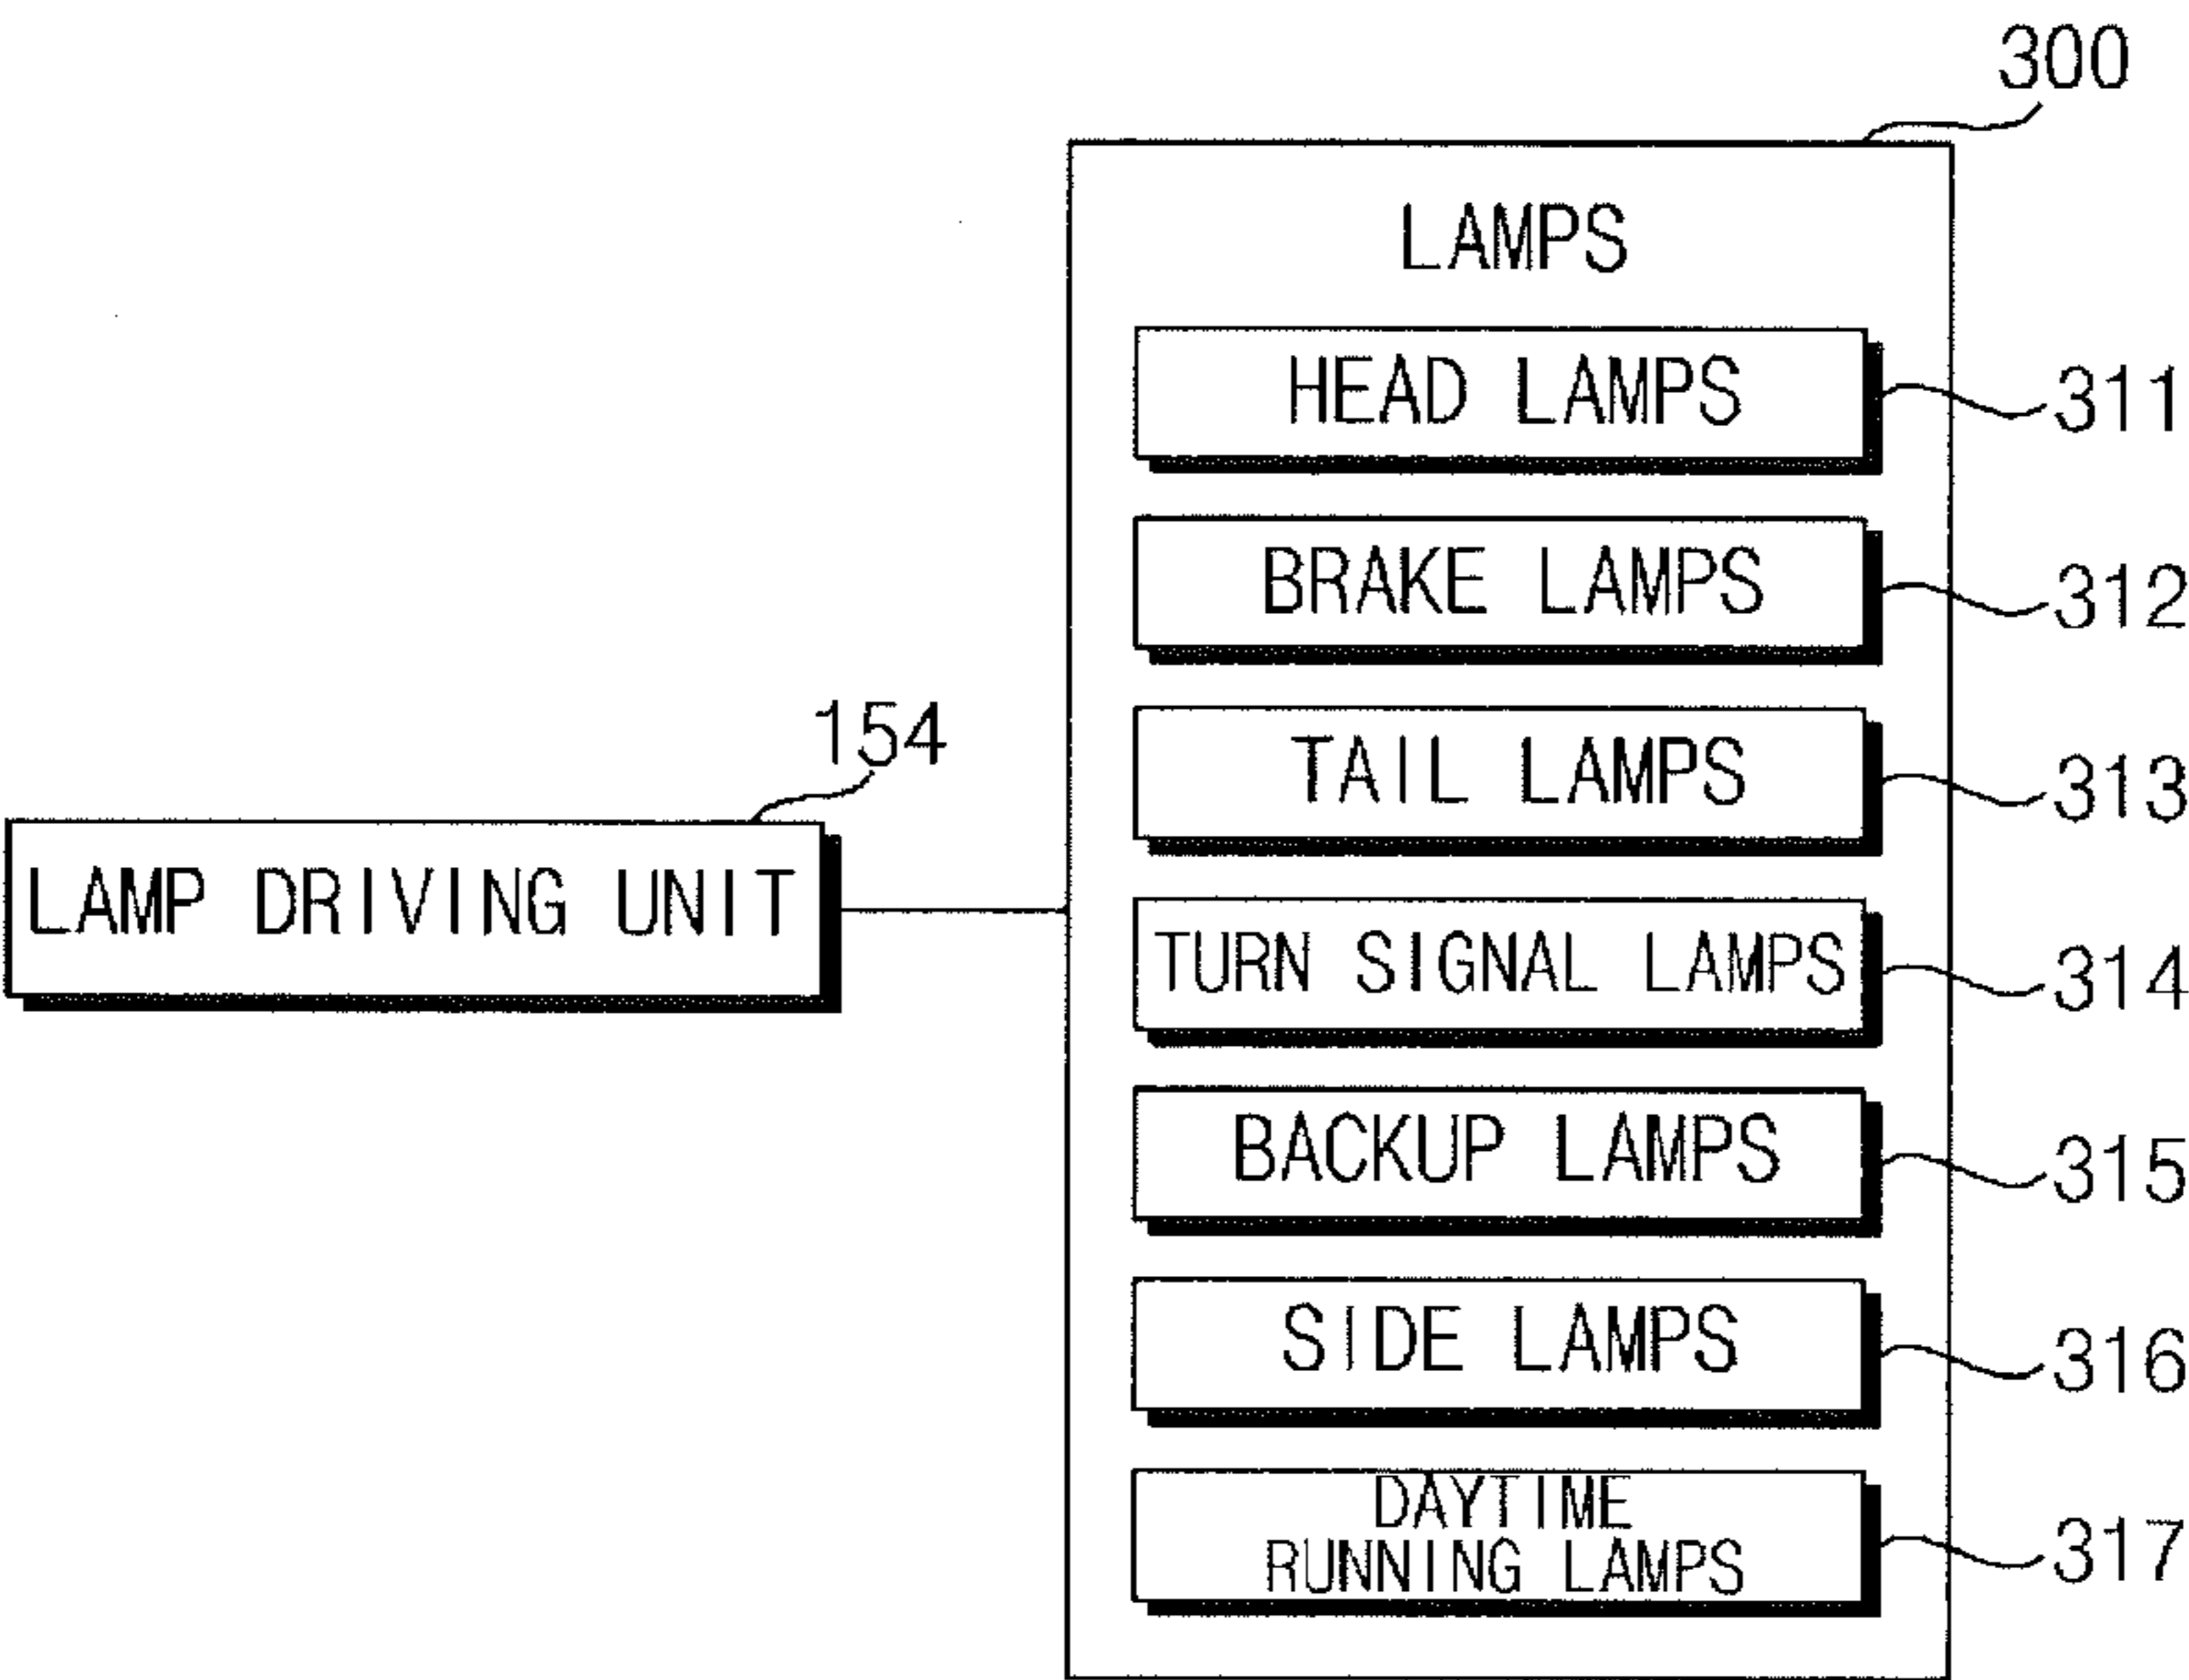 300
LAMPS
HEAD LAMPS
311
BRAKE LAMPS
312
TAIL LAMPS
313
154
LAMP DRIVING UNIT
TURN SIGNAL LAMPS
314
BACKUP LAMPS
315
SIDE LAMPS
316
DAYTIME
RUNNING LAMPS
317